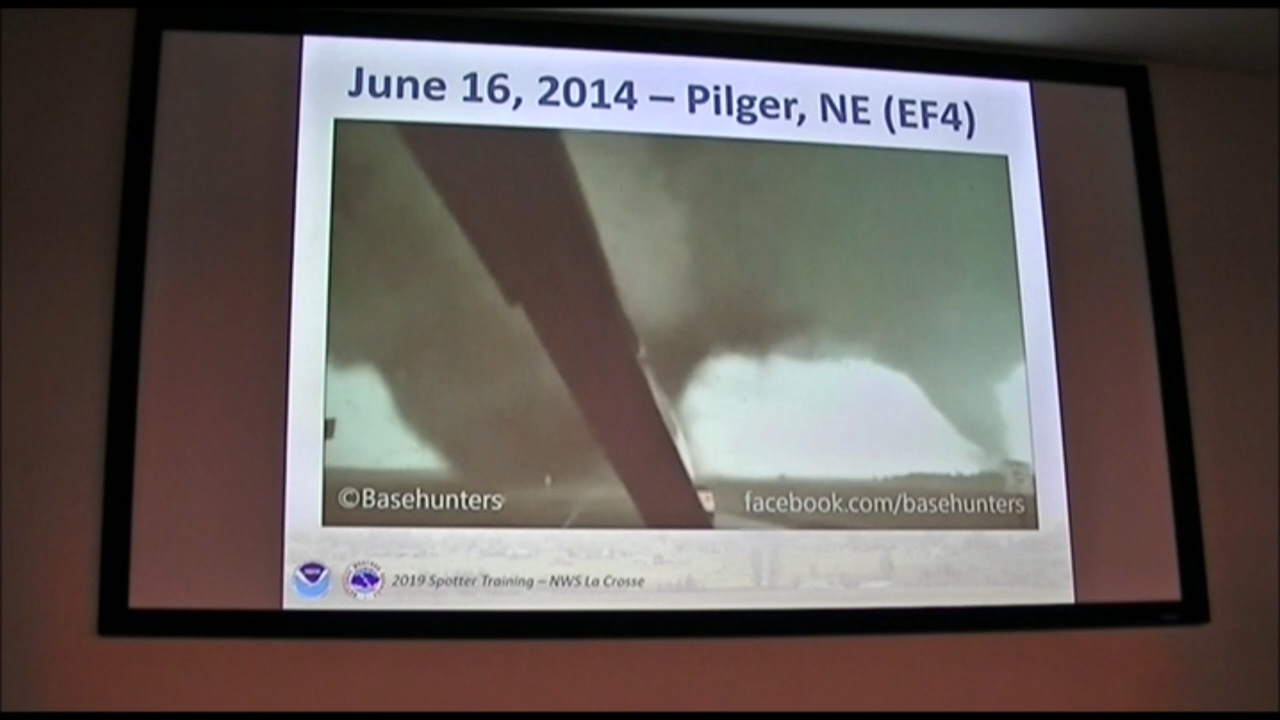 June 16, 2014 – Pilger, NE (EF4)
©Basehunters
facebook.com/basehunters
2019 Spotter Training – NWS La Crosse